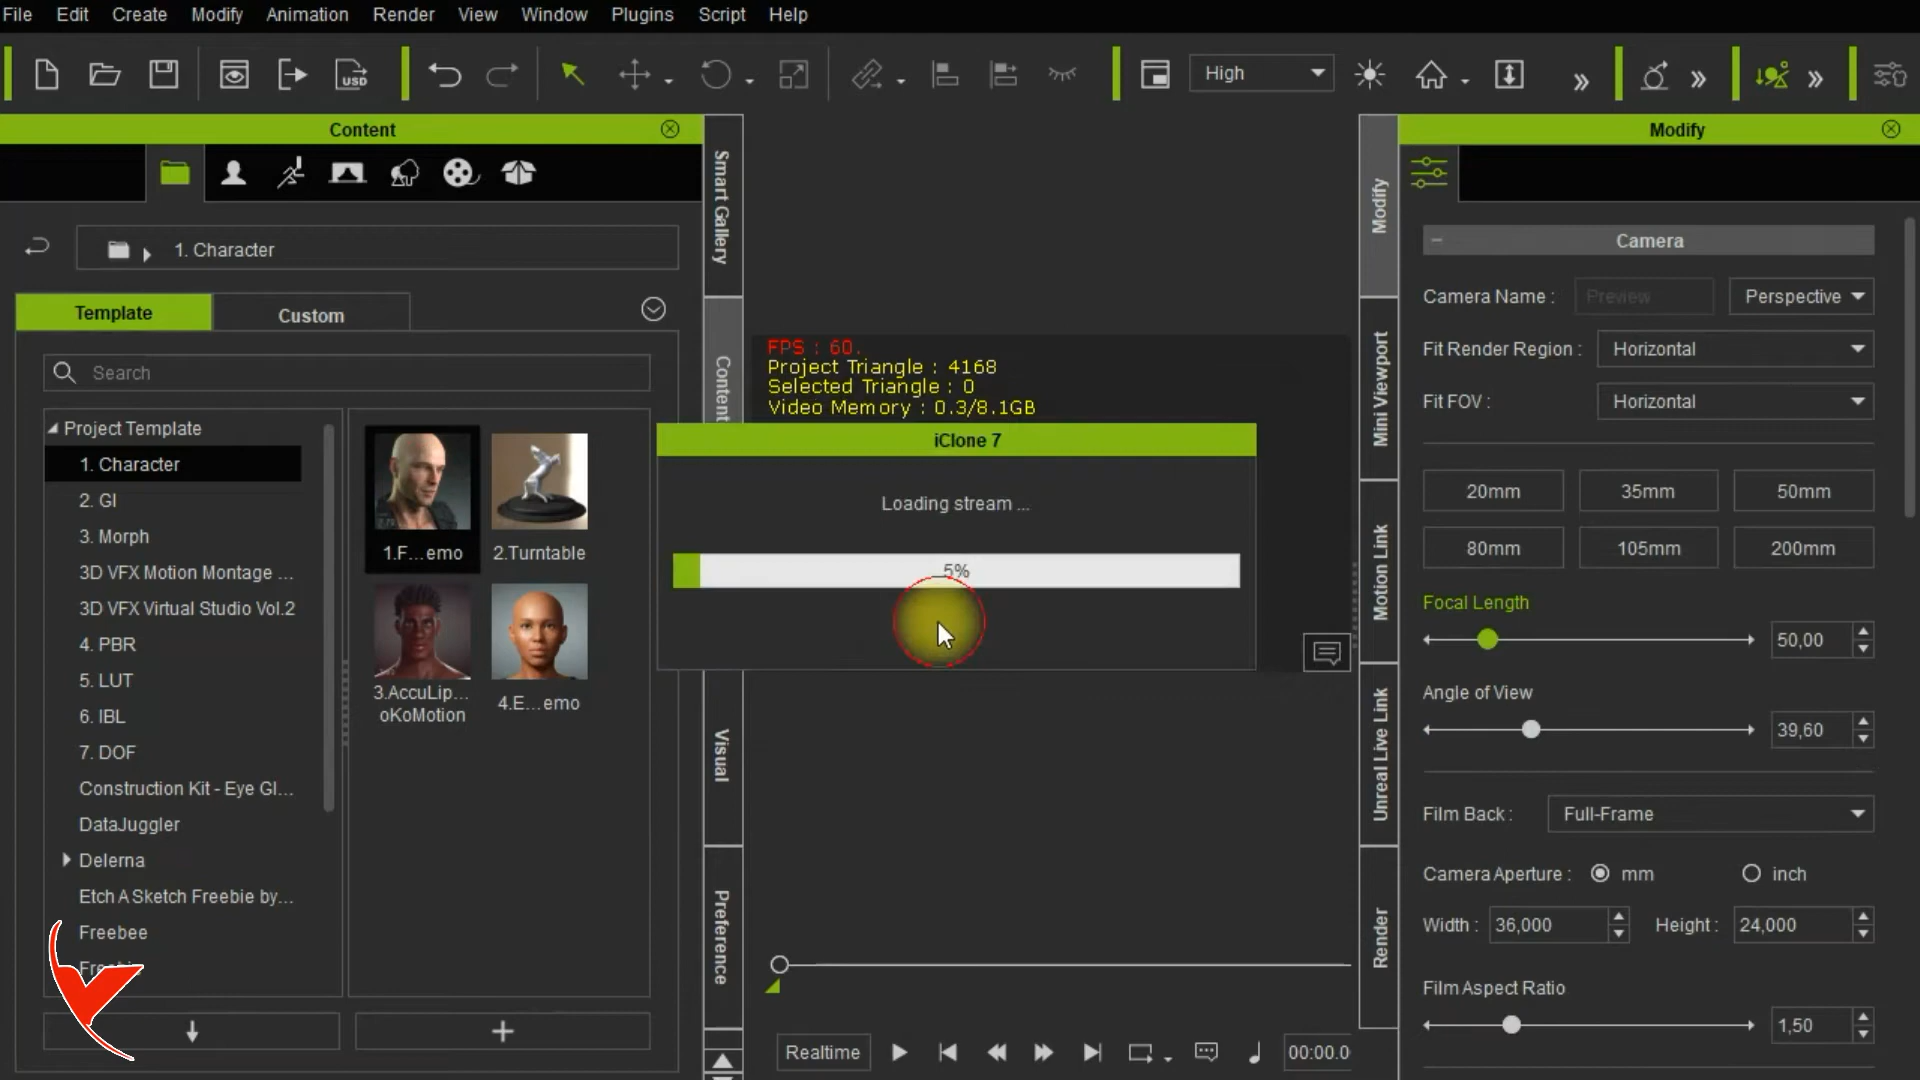 File Edit Create Modify Animation Render View Window Plugins Script Help
USD
High
Content
Modify
1. Character
Template
Custom
Search
Project Template
1. Character
2. GI
3. Morph
3D VFX Motion Montage ...
3D VFX Virtual Studio Vol.2
4. PBR
5. LUT
6. IBL
7. DOF
Construction Kit - Eye Gl...
DataJuggler
Delerna
Etch A Sketch Freebie by...
Freebee
1.F...emo
2.Turntable
3.AccuLip...
oKoMotion
4.E...emo
Smart Gallery
Content
Visual
Preference
FPS : 60.
Project Triangle : 4168
Selected Triangle : 0
Video Memory : 0.3/8.1GB
iClone 7
Loading stream ...
5%
Realtime
00:00.0
Modify
Mini Viewport
Motion Link
Unreal Live Link
Render
Camera
Camera Name : Preview Perspective
Fit Render Region : Horizontal
Fit FOV : Horizontal
20mm 35mm 50mm
80mm 105mm 200mm
Focal Length
50,00
Angle of View
39,60
Film Back : Full-Frame
Camera Aperture : mm inch
Width : 36,000 Height : 24,000
Film Aspect Ratio
1,50